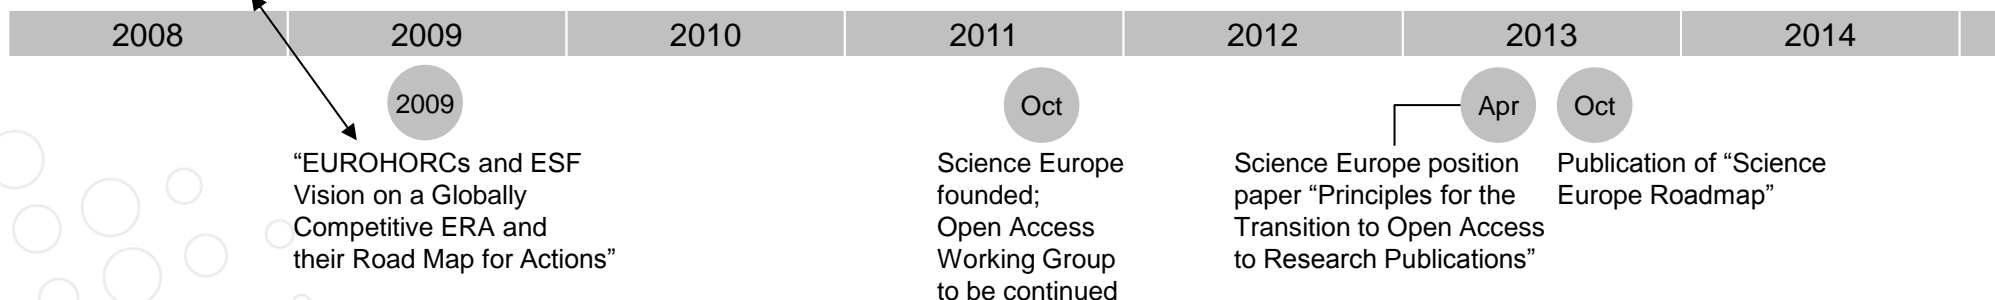 2008 2009 2010 2011 2012 2013 2014
2009 Oct Apr Oct
“EUROHORCs and ESF
Vision on a Globally
Competitive ERA and
their Road Map for Actions”
Science Europe
founded;
Open Access
Working Group
to be continued
Science Europe position
paper “Principles for the
Transition to Open Access
to Research Publications”
Publication of “Science
Europe Roadmap”